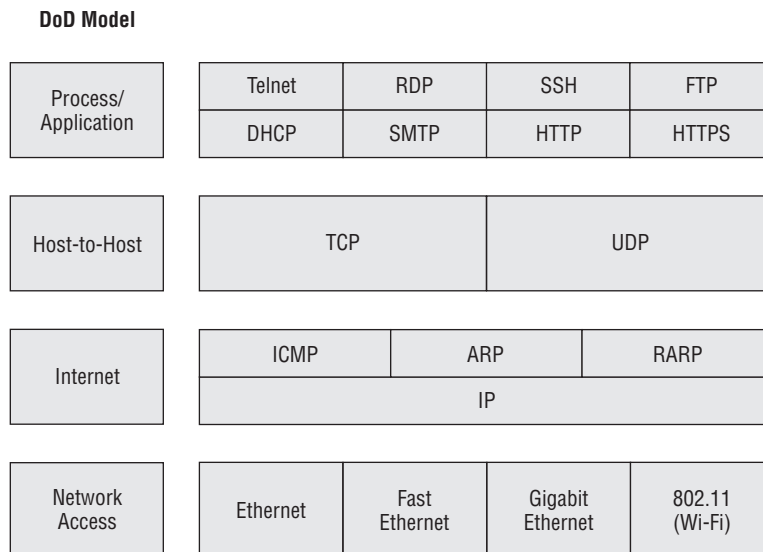 DoD Model
Process/
Application
Telnet RDP SSH FTP
DHCP SMTP HTTP HTTPS
Host-to-Host
TCP UDP
Internet
ICMP ARP RARP
IP
Network
Access
Ethernet
Fast
Ethernet
Gigabit
Ethernet
802.11
(Wi-Fi)